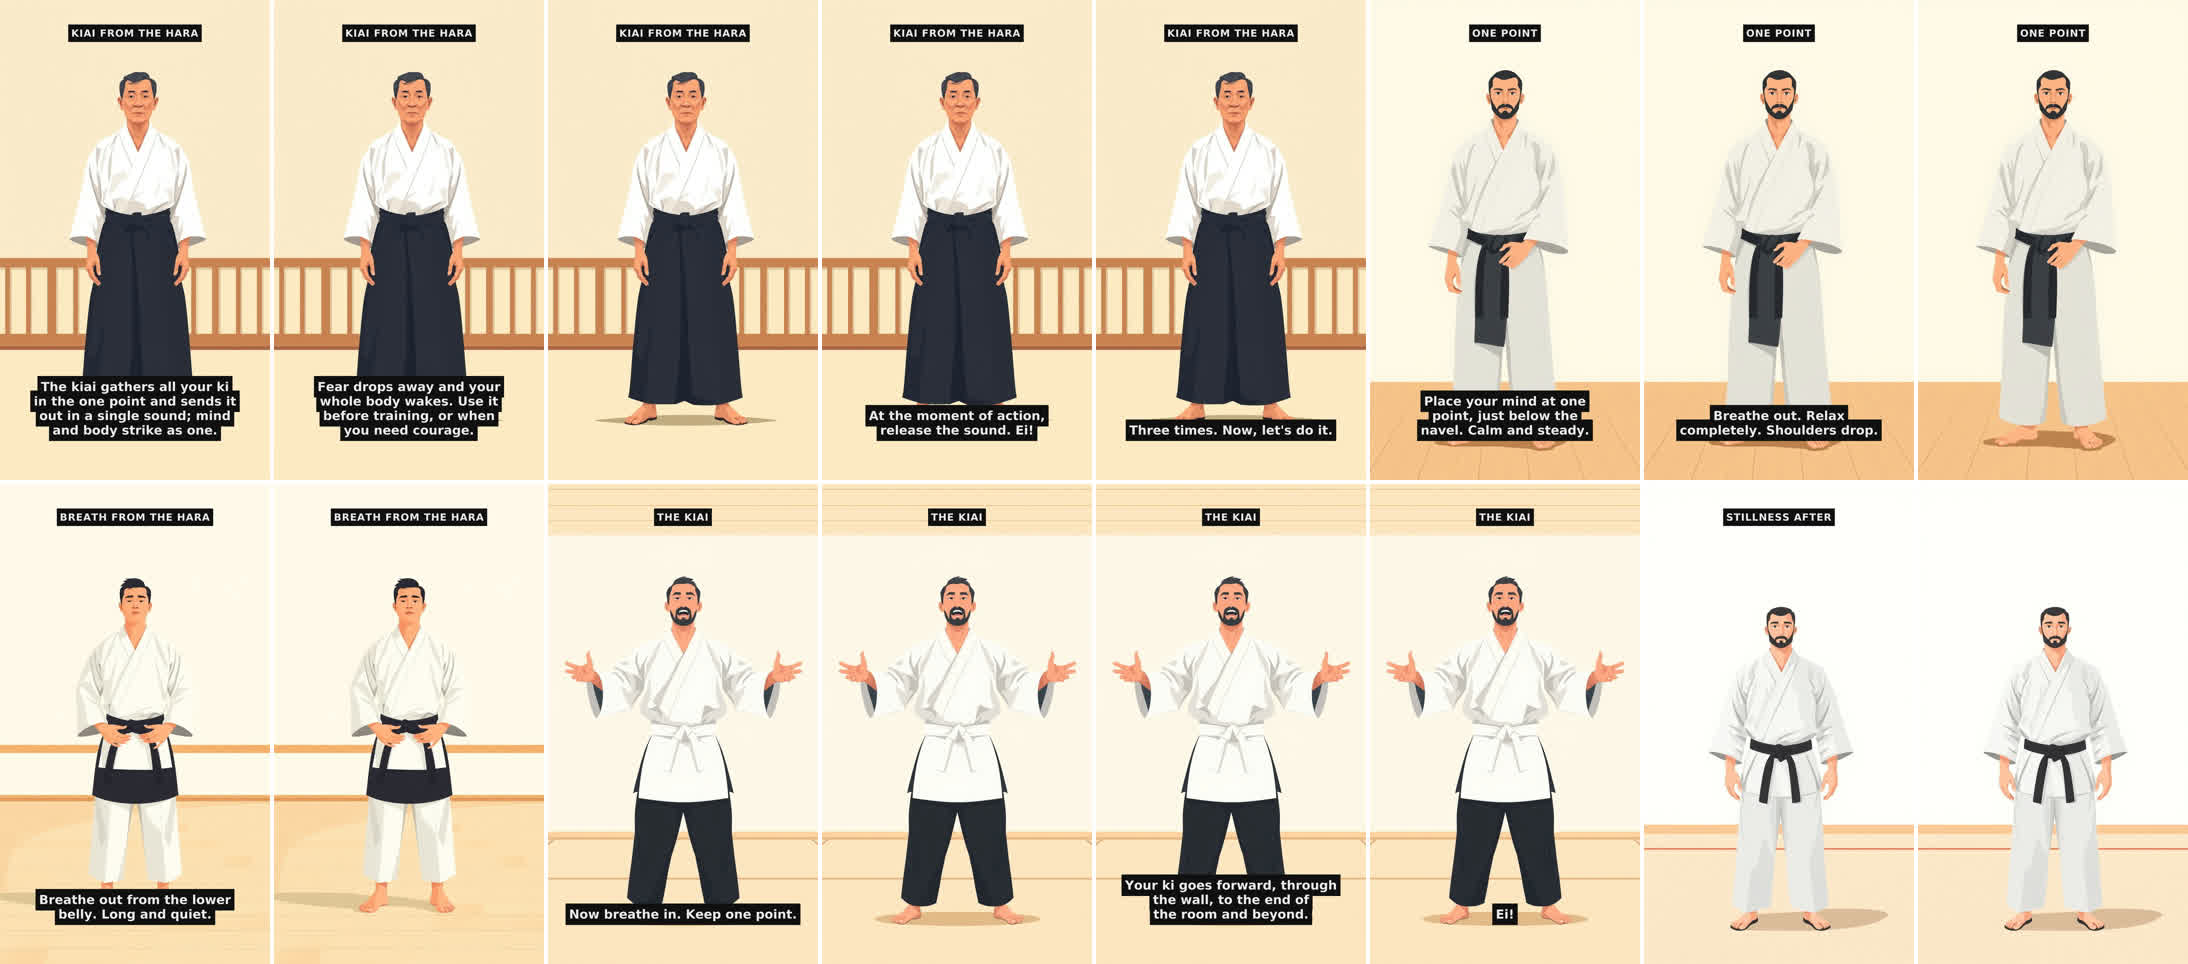 KIAI FROM THE HARA
The kiai gathers all your ki
in the one point and sends it
out in a single sound; mind
and body strike as one.
KIAI FROM THE HARA
Fear drops away and your
whole body wakes. Use it
before training, or when
you need courage.
KIAI FROM THE HARA
KIAI FROM THE HARA
At the moment of action,
release the sound. Ei!
KIAI FROM THE HARA
Three times. Now, let's do it.
ONE POINT
Place your mind at one
point, just below the
navel. Calm and steady.
ONE POINT
Breathe out. Relax
completely. Shoulders drop.
ONE POINT
BREATH FROM THE HARA
Breathe out from the lower
belly. Long and quiet.
BREATH FROM THE HARA
THE KIAI
Now breathe in. Keep one point.
THE KIAI
THE KIAI
Your ki goes forward, through
the wall, to the end of
the room and beyond.
THE KIAI
Ei!
STILLNESS AFTER